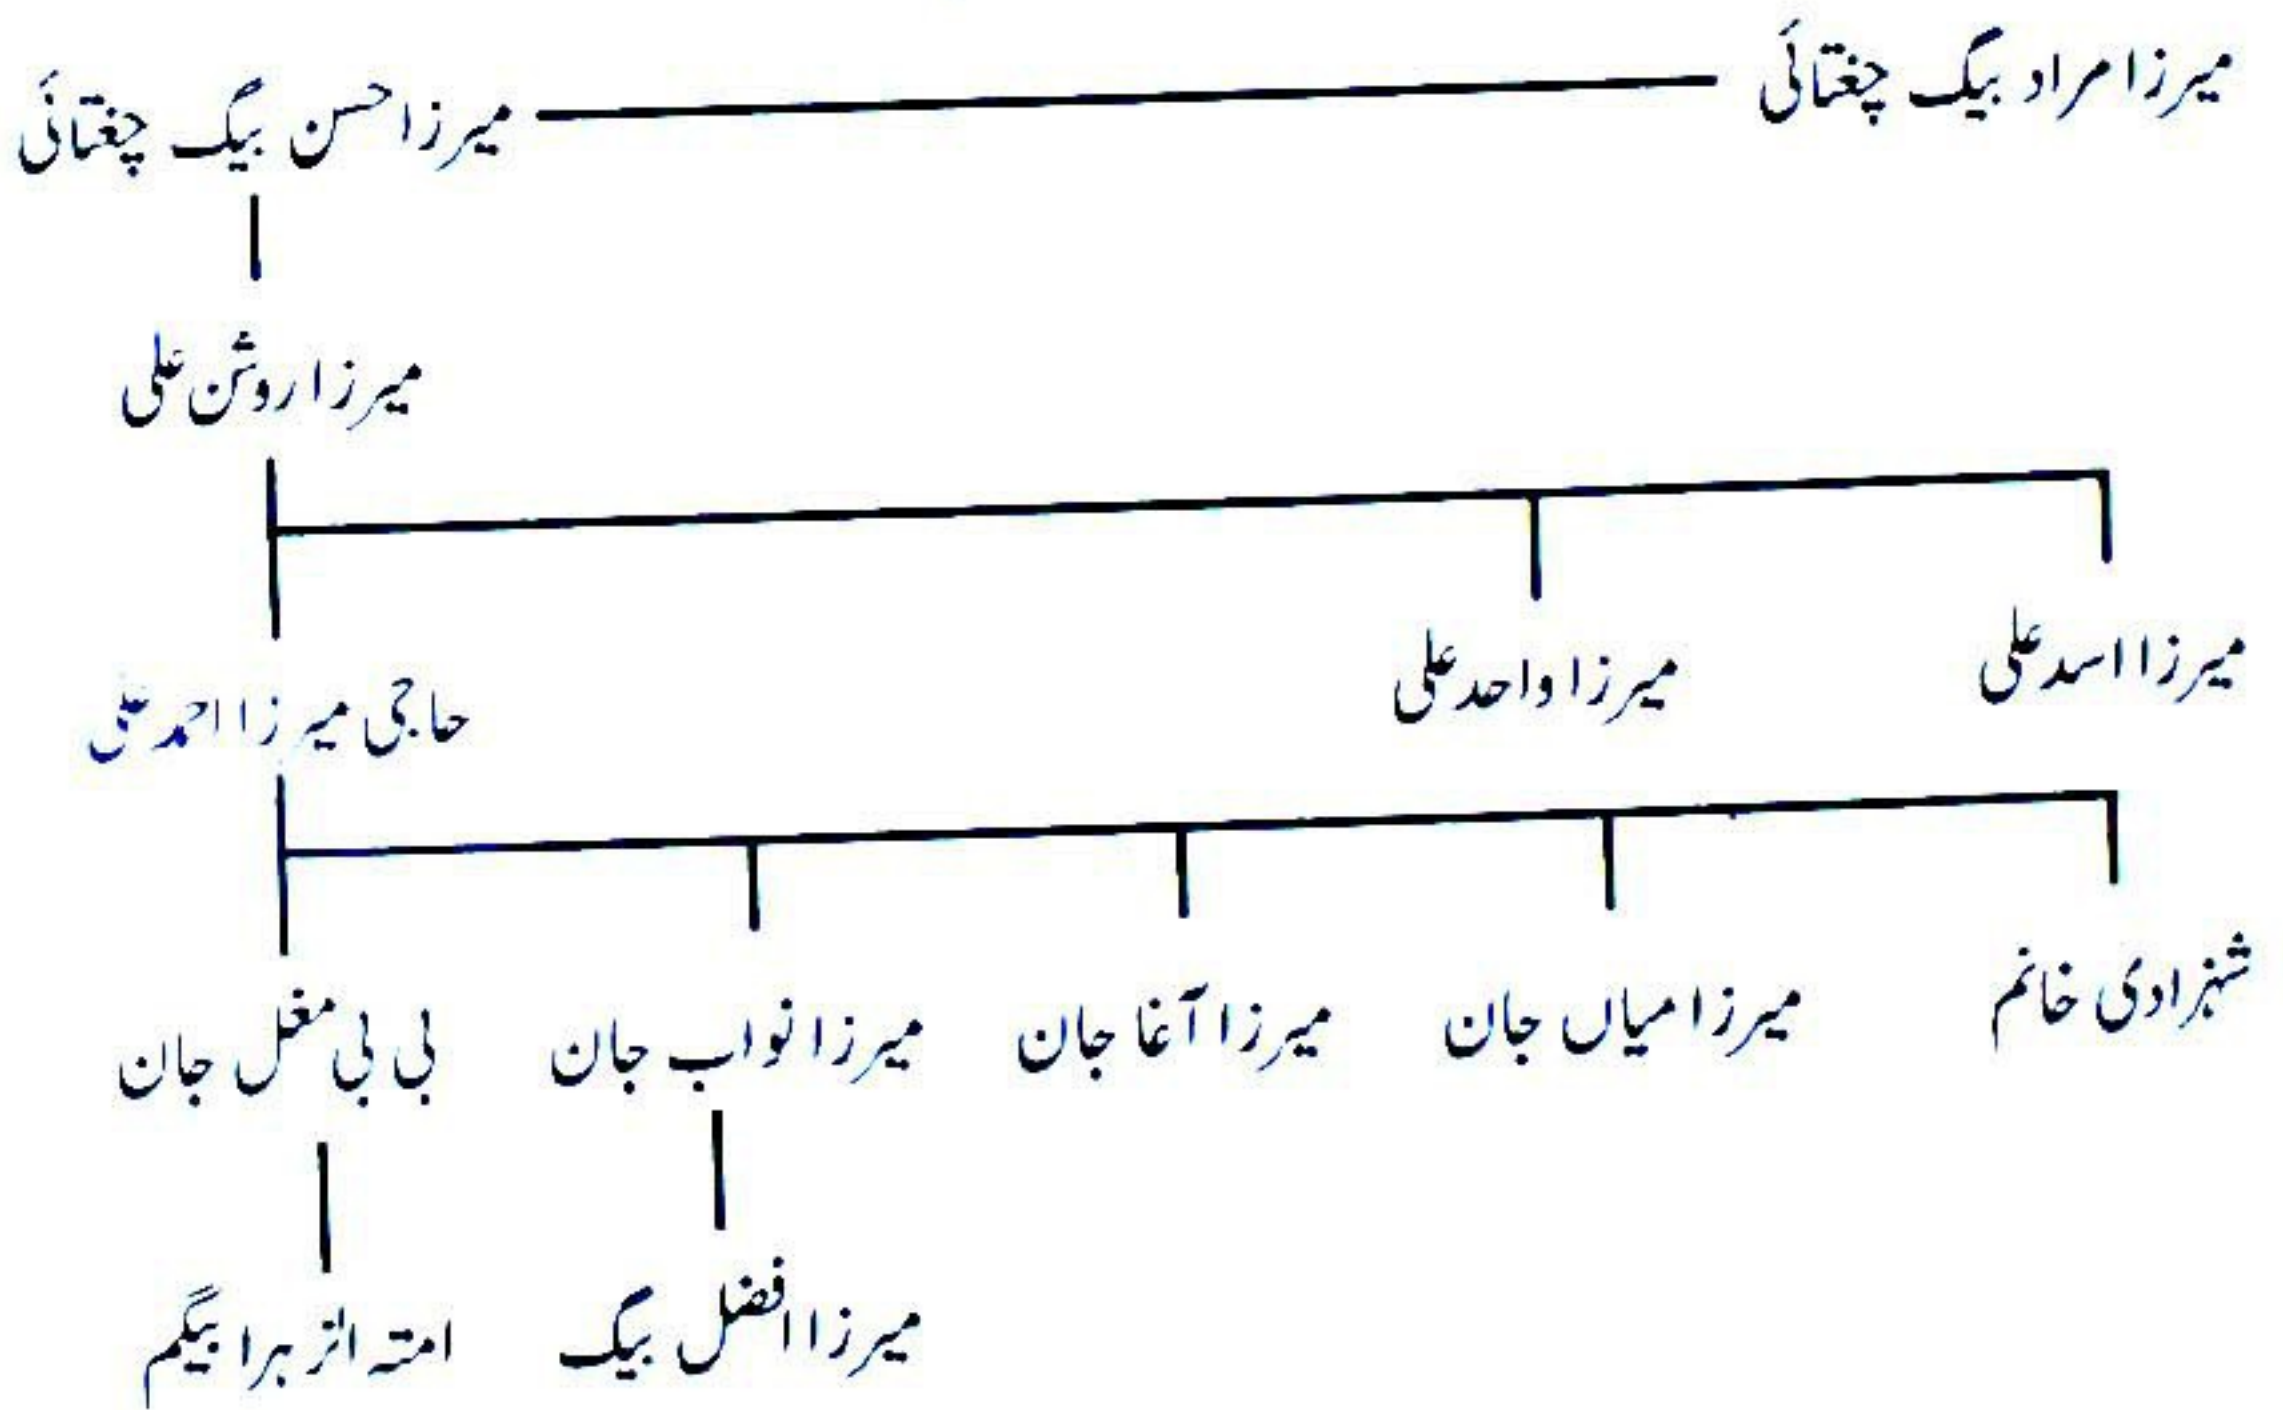 میرزا مراد بیگ چغتائی میرزا حسن بیگ چغتائی
میرزا روشن علی
میرزا اسد علی میرزا واحد علی حاجی میرزا احمد علی
شہزادی خانم میرزا میاں جان میرزا آغا جان میرزا نواب جان بی بی مغل جان
میرزا افضل بیگ امتہ الزہرا بیگم